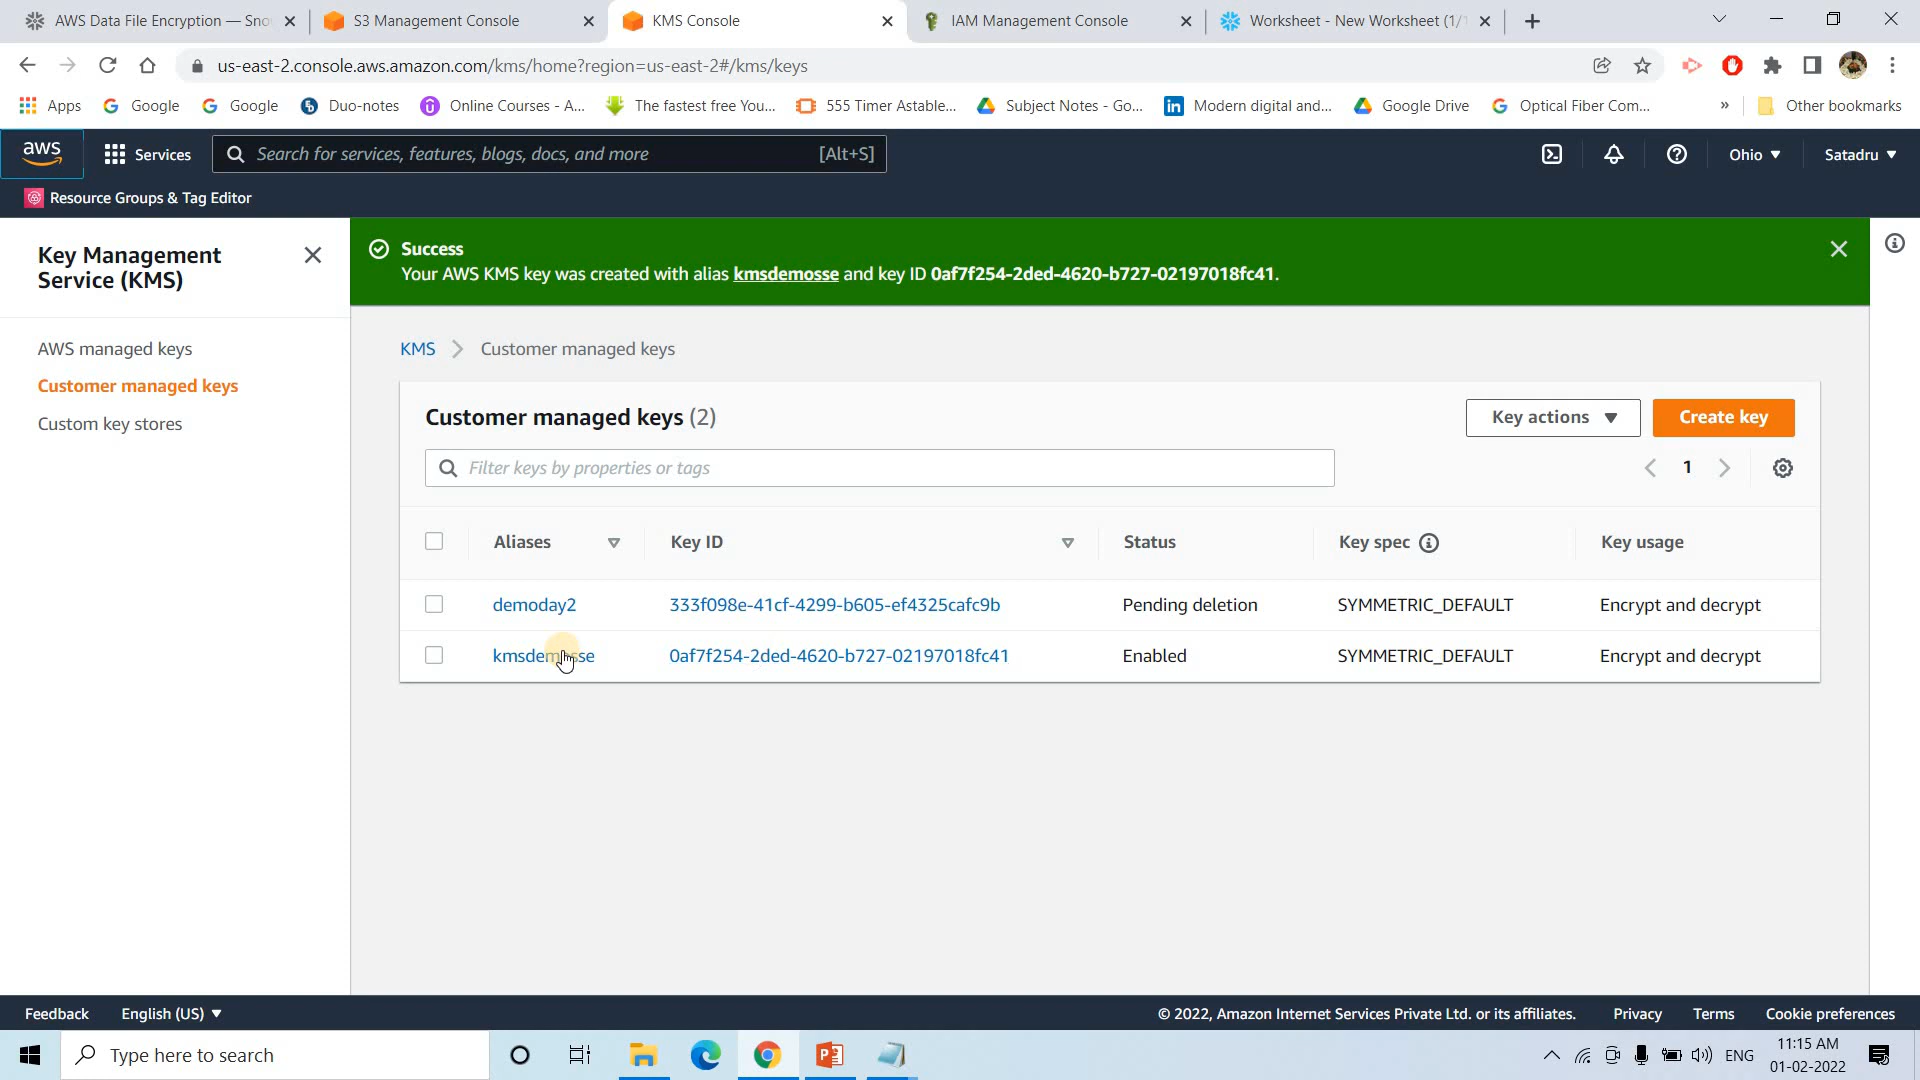 AWS Data File Encryption — Sno
S3 Management Console
KMS Console
IAM Management Console
Worksheet - New Worksheet (1/
us-east-2.console.aws.amazon.com/kms/home?region=us-east-2#/kms/keys
Apps
Google
Google
Duo-notes
Online Courses - A...
The fastest free You...
555 Timer Astable...
Subject Notes - Go...
Modern digital and...
Google Drive
Optical Fiber Com...
»
Other bookmarks
aws
Services
Search for services, features, blogs, docs, and more
[Alt+S]
Ohio
Satadru
Resource Groups & Tag Editor
Key Management
Service (KMS)
AWS managed keys
Customer managed keys
Custom key stores
Success
Your AWS KMS key was created with alias kmsdemosse and key ID 0af7f254-2ded-4620-b727-02197018fc41.
KMS
Customer managed keys
Customer managed keys (2)
Key actions
Create key
Filter keys by properties or tags
1
Aliases
Key ID
Status
Key spec
Key usage
demoday2
333f098e-41cf-4299-b605-ef4325cafc9b
Pending deletion
SYMMETRIC_DEFAULT
Encrypt and decrypt
kmsdemosse
0af7f254-2ded-4620-b727-02197018fc41
Enabled
SYMMETRIC_DEFAULT
Encrypt and decrypt
Feedback
English (US)
© 2022, Amazon Internet Services Private Ltd. or its affiliates.
Privacy
Terms
Cookie preferences
Type here to search
ENG
11:15 AM
01-02-2022